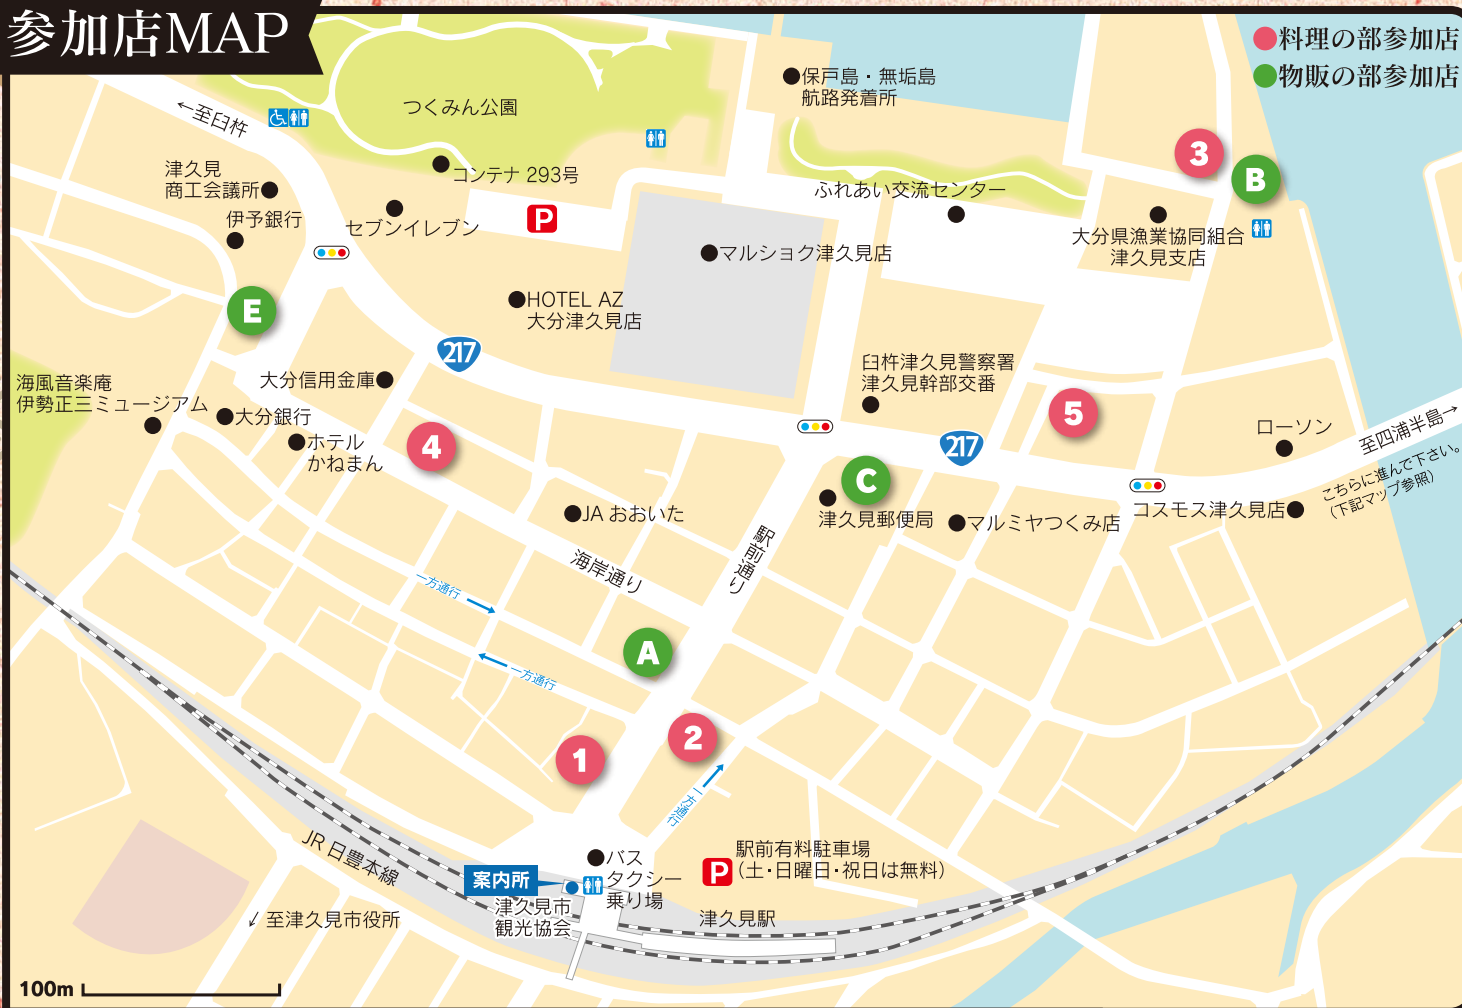 参加店MAP
●料理の部参加店
●物販の部参加店
←至臼杵
つくみん公園
保戸島・無垢島
航路発着所
津久見
商工会議所
コンテナ 293号
伊予銀行
セブンイレブン
P
ふれあい交流センター
3
B
大分県漁業協同組合
津久見支店
マルショク津久見店
HOTEL AZ
大分津久見店
E
217
臼杵津久見警察署
津久見幹部交番
海風音楽庵
伊勢正三ミュージアム
大分信用金庫
大分銀行
ホテル
かねまん
4
5
217
ローソン
至四浦半島→
こちらに進んで下さい。
(下記マップ参照)
C
津久見郵便局
マルミヤつくみ店
コスモス津久見店
JA おおいた
海岸通り
駅前通り
一方通行
A
一方通行
1
2
一方通行
JR 日豊本線
バス
タクシー
乗り場
案内所
津久見市
観光協会
P
駅前有料駐車場
(土・日曜日・祝日は無料)
津久見駅
↙ 至津久見市役所
100m